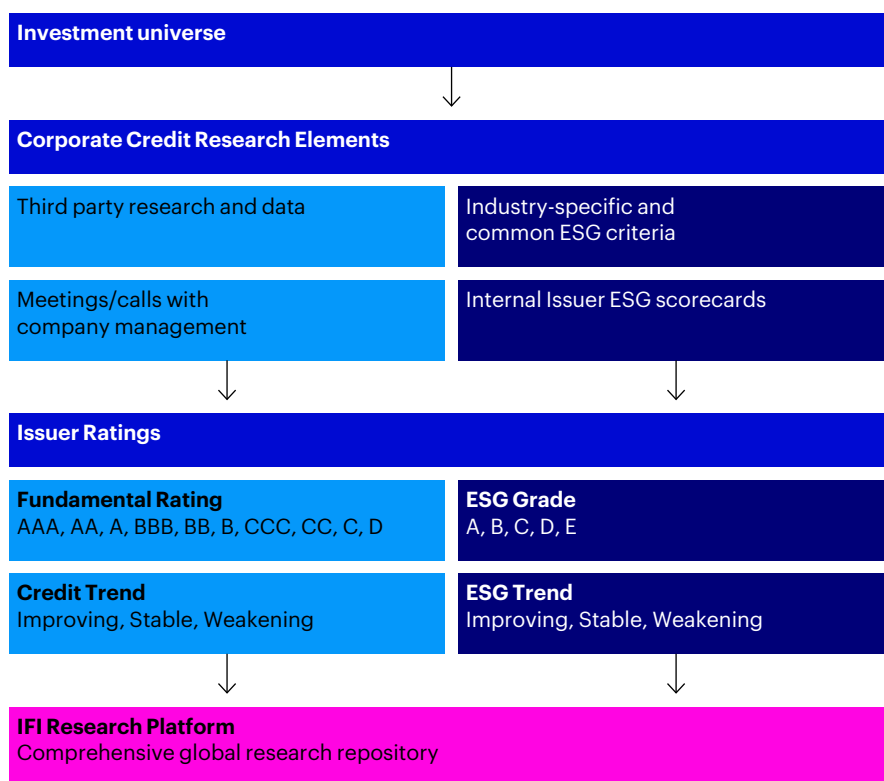 Investment universe
Corporate Credit Research Elements
Third party research and data
Industry-specific and
common ESG criteria
Meetings/calls with
company management
Internal Issuer ESG scorecards
Issuer Ratings
Fundamental Rating
AAA, AA, A, BBB, BB, B, CCC, CC, C, D
ESG Grade
A, B, C, D, E
Credit Trend
Improving, Stable, Weakening
ESG Trend
Improving, Stable, Weakening
IFI Research Platform
Comprehensive global research repository